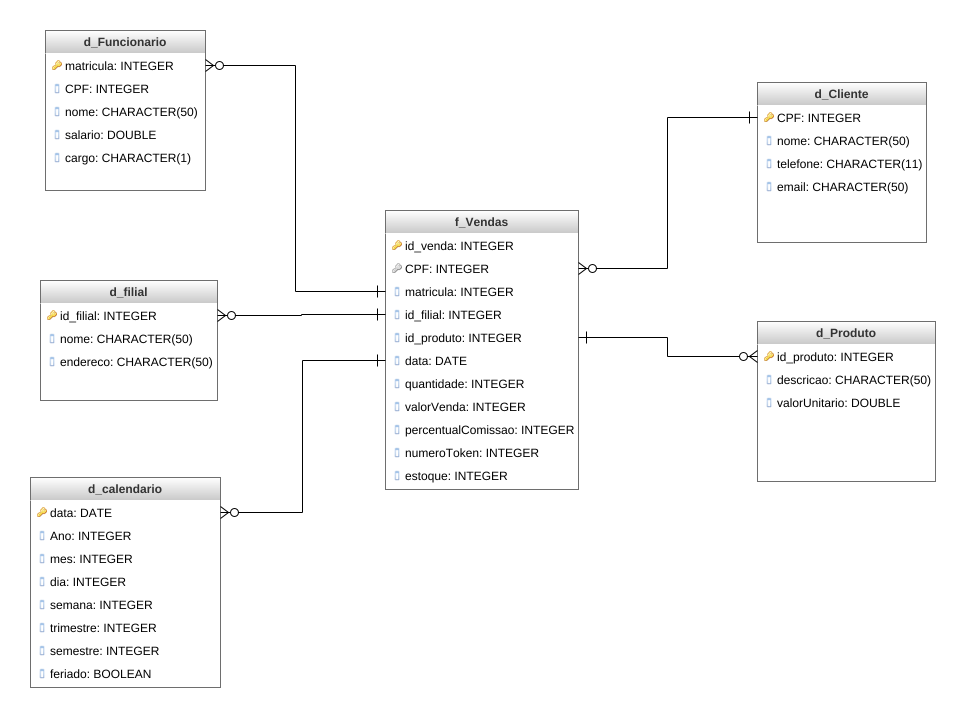 d_Funcionario
matricula: INTEGER
CPF: INTEGER
nome: CHARACTER(50)
salario: DOUBLE
cargo: CHARACTER(1)
d_Cliente
CPF: INTEGER
nome: CHARACTER(50)
telefone: CHARACTER(11)
email: CHARACTER(50)
f_Vendas
id_venda: INTEGER
CPF: INTEGER
matricula: INTEGER
id_filial: INTEGER
id_produto: INTEGER
data: DATE
quantidade: INTEGER
valorVenda: INTEGER
percentualComissao: INTEGER
numeroToken: INTEGER
estoque: INTEGER
d_filial
id_filial: INTEGER
nome: CHARACTER(50)
endereco: CHARACTER(50)
d_Produto
id_produto: INTEGER
descricao: CHARACTER(50)
valorUnitario: DOUBLE
d_calendario
data: DATE
Ano: INTEGER
mes: INTEGER
dia: INTEGER
semana: INTEGER
trimestre: INTEGER
semestre: INTEGER
feriado: BOOLEAN